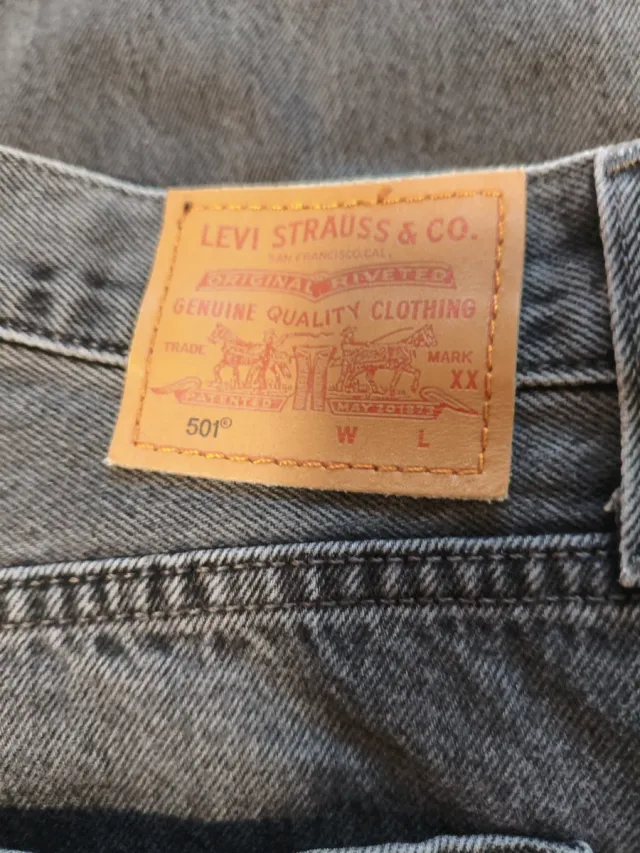 LEVI STRAUSS & CO.
SAN FRANCISCO, CAL.
ORIGINAL RIVETED
GENUINE QUALITY CLOTHING
TRADE MARK
XX
PATENTED MAY 20 1873
501® W L